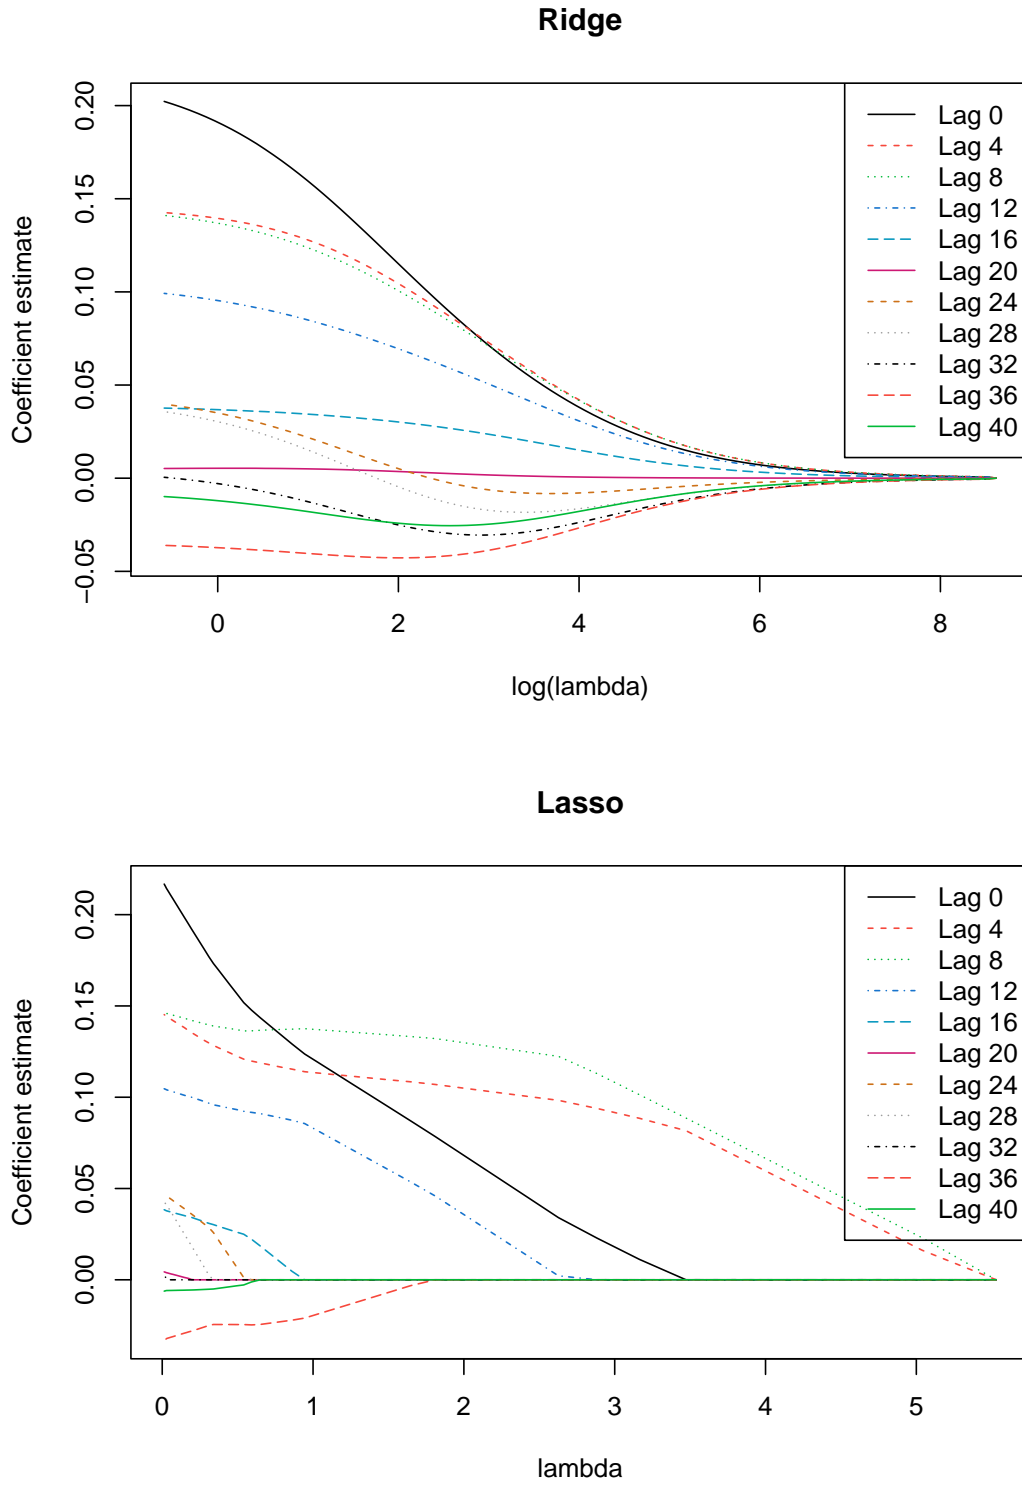 Ridge
Coefficient estimate
0.20
0.15
0.10
0.05
0.00
−0.05
0 2 4 6 8
log(lambda)
Lag 0
Lag 4
Lag 8
Lag 12
Lag 16
Lag 20
Lag 24
Lag 28
Lag 32
Lag 36
Lag 40
Lasso
Coefficient estimate
0.20
0.15
0.10
0.05
0.00
0 1 2 3 4 5
lambda
Lag 0
Lag 4
Lag 8
Lag 12
Lag 16
Lag 20
Lag 24
Lag 28
Lag 32
Lag 36
Lag 40